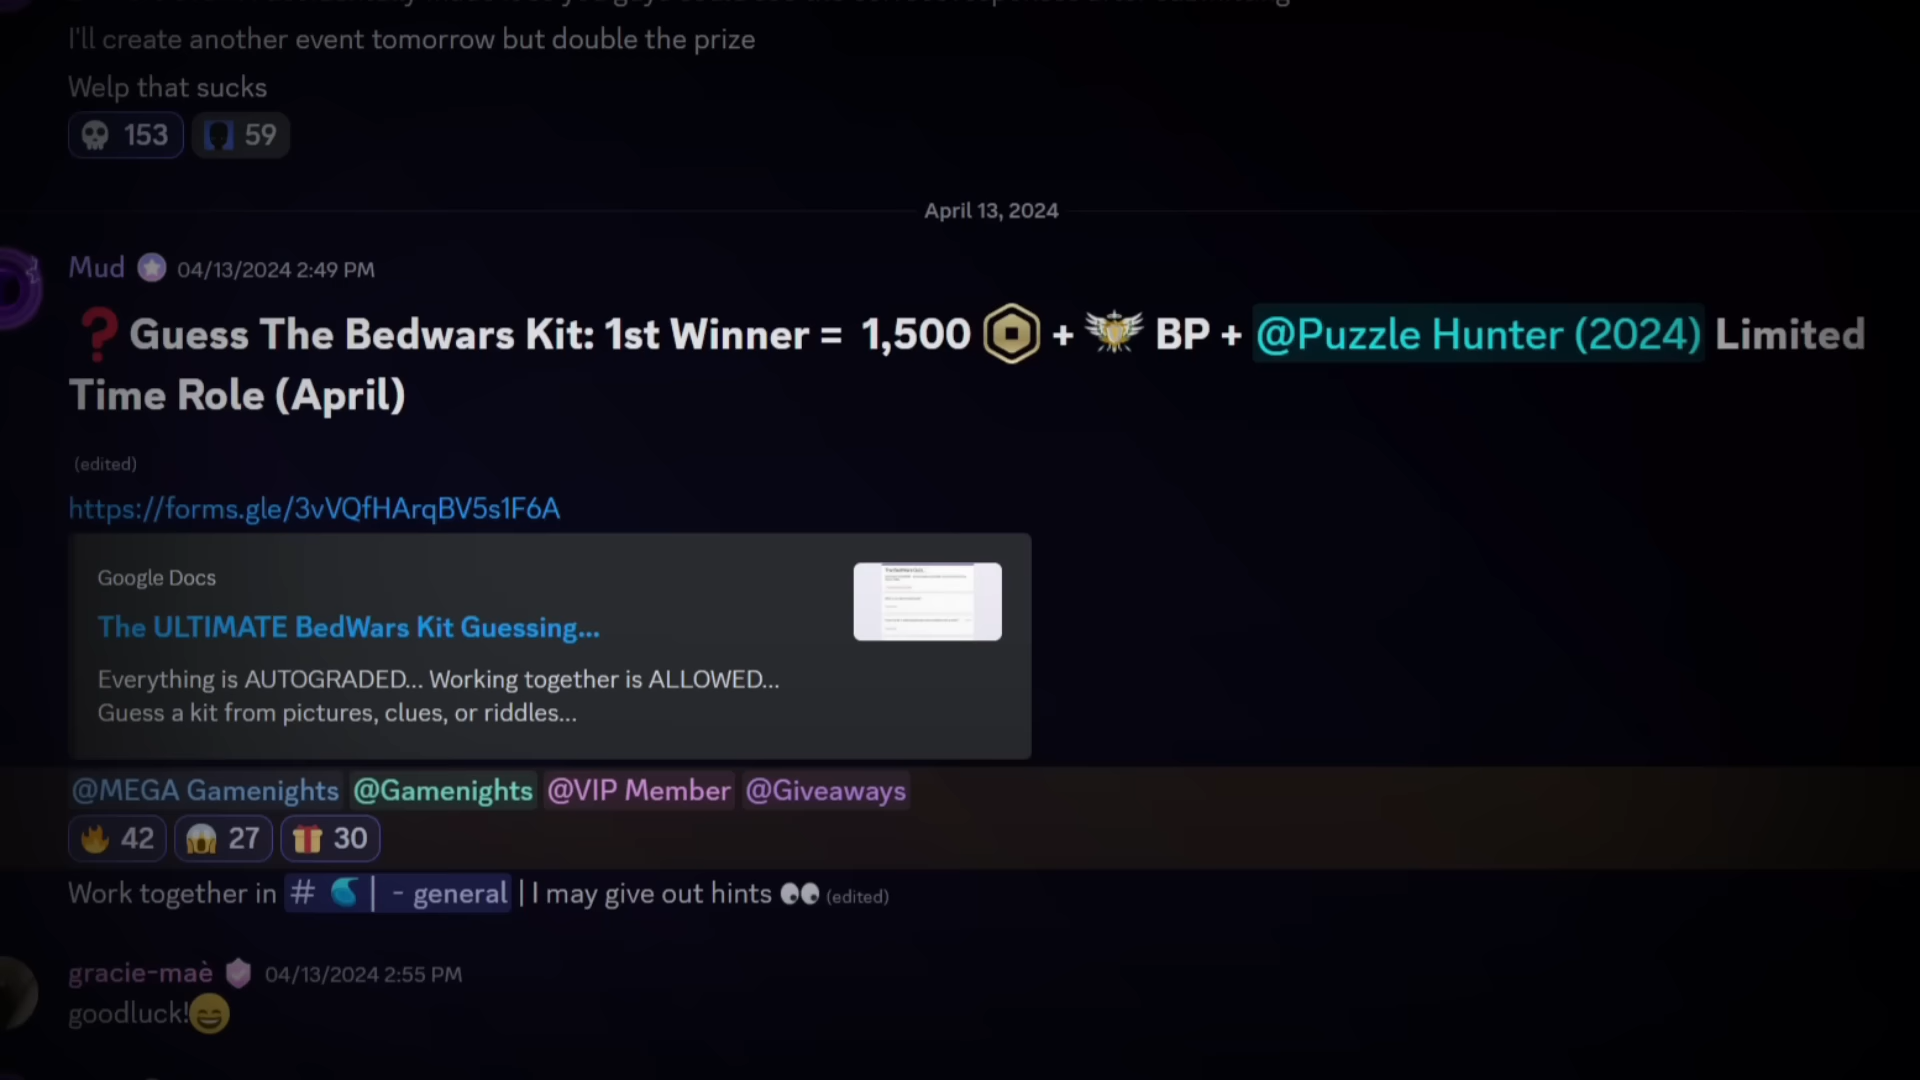 I'll create another event tomorrow but double the prize
Welp that sucks
153 59
April 13, 2024
Mud 04/13/2024 2:49 PM
❓Guess The Bedwars Kit: 1st Winner = 1,500 + BP + @Puzzle Hunter (2024) Limited
Time Role (April)
(edited)
https://forms.gle/3vVQfHArqBV5s1F6A
Google Docs
The ULTIMATE BedWars Kit Guessing...
Everything is AUTOGRADED... Working together is ALLOWED...
Guess a kit from pictures, clues, or riddles...
@MEGA Gamenights @Gamenights @VIP Member @Giveaways
42 27 30
Work together in # | - general | I may give out hints 👀 (edited)
gracie-maè 04/13/2024 2:55 PM
goodluck!😄